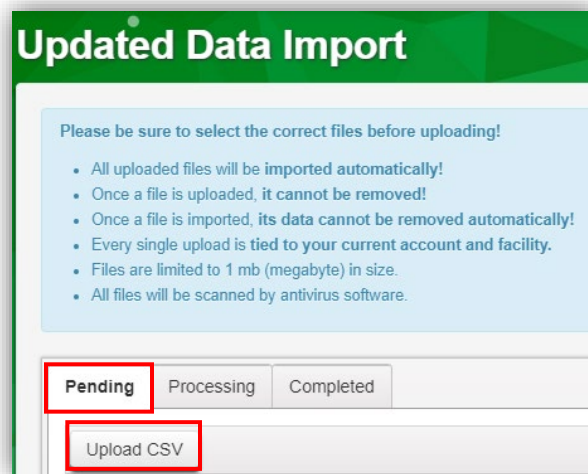 Updated Data Import
Please be sure to select the correct files before uploading!
• All uploaded files will be imported automatically!
• Once a file is uploaded, it cannot be removed!
• Once a file is imported, its data cannot be removed automatically!
• Every single upload is tied to your current account and facility.
• Files are limited to 1 mb (megabyte) in size.
• All files will be scanned by antivirus software.
Pending Processing Completed
Upload CSV